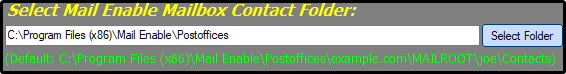 Select Mail Enable Mailbox Contact Folder:
C:\Program Files (x86)\Mail Enable\Postoffices Select Folder
(Default: C:\Program Files (x86)\Mail Enable\Postoffices\example.com\MAILROOT\joe\Contacts)